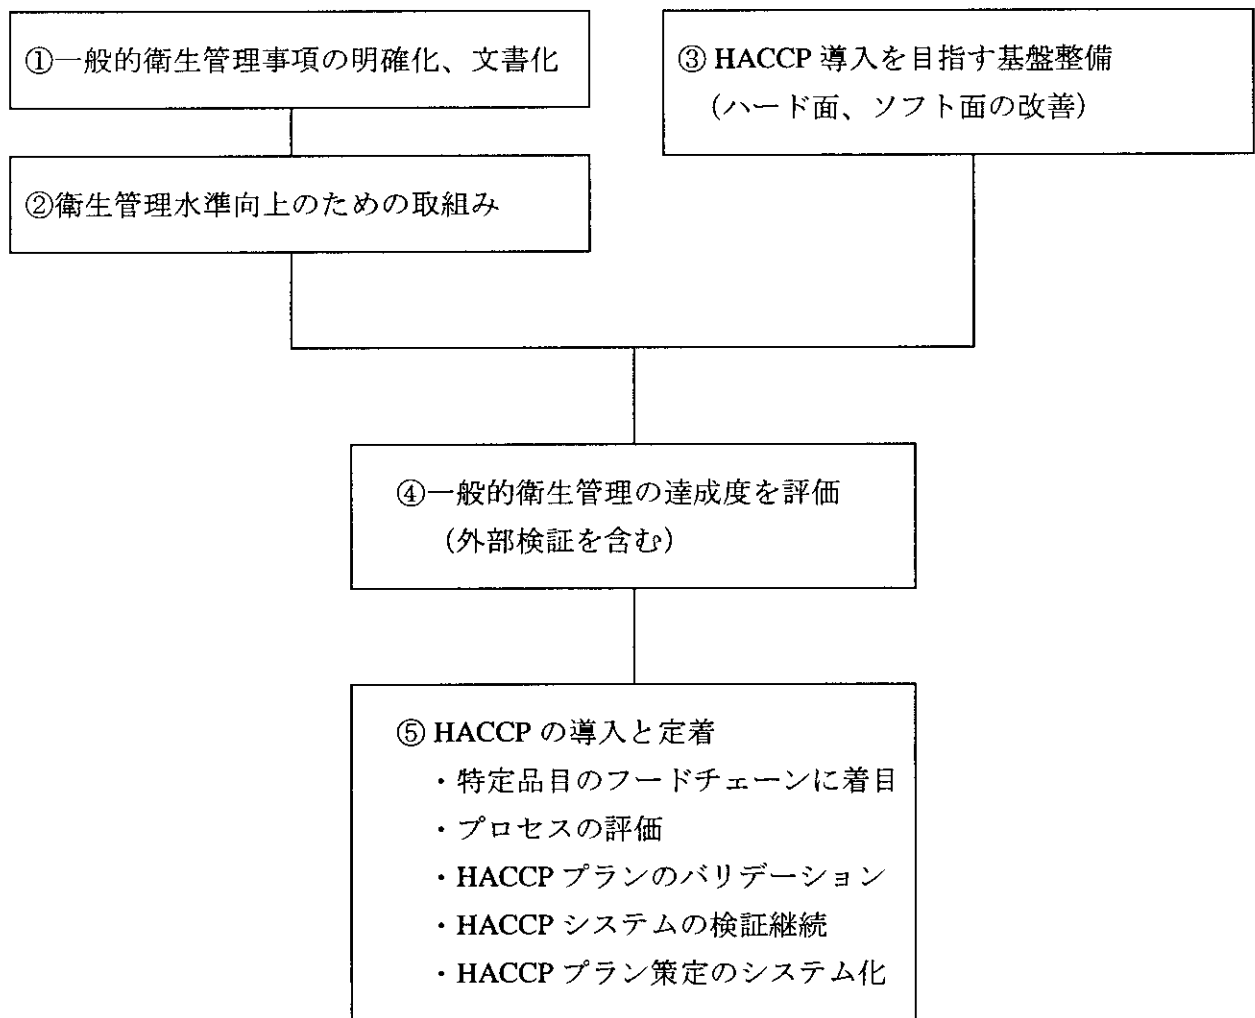 ①一般的衛生管理事項の明確化、文書化
②衛生管理水準向上のための取組み
③ HACCP 導入を目指す基盤整備
（ハード面、ソフト面の改善）
④一般的衛生管理の達成度を評価
（外部検証を含む）
⑤ HACCP の導入と定着
・特定品目のフードチェーンに着目
・プロセスの評価
・HACCP プランのバリデーション
・HACCP システムの検証継続
・HACCP プラン策定のシステム化